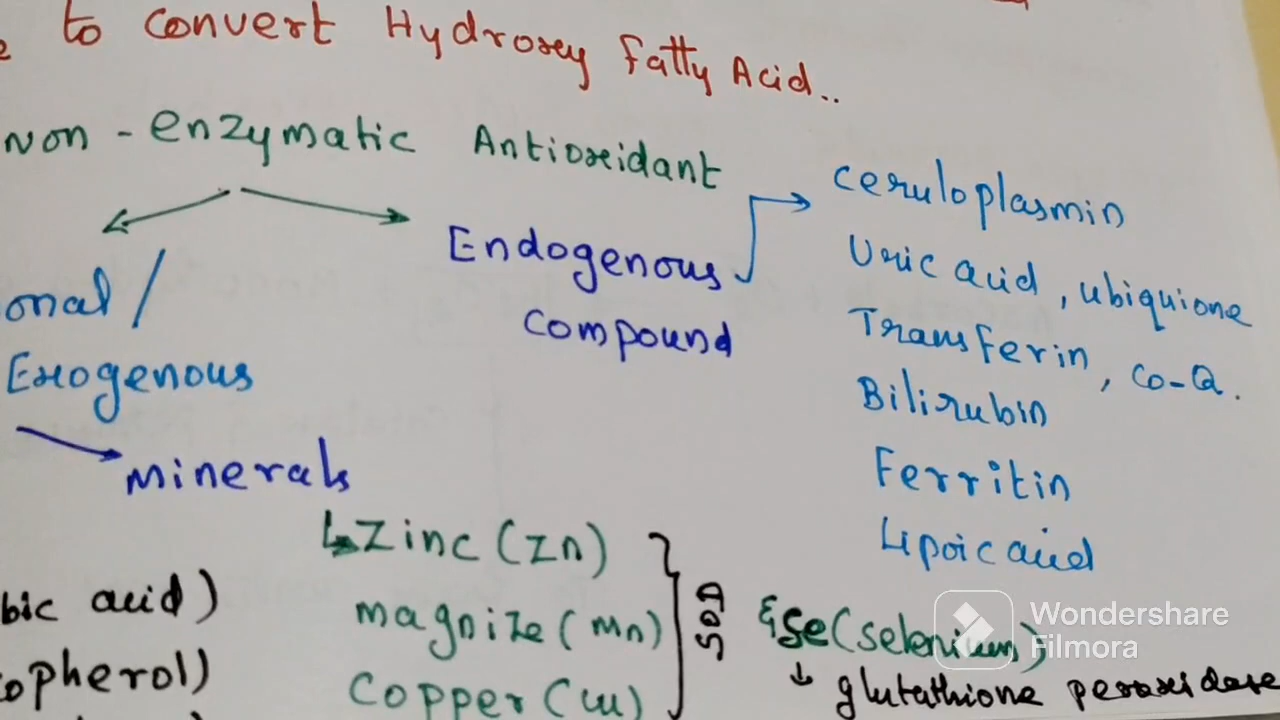 to convert Hydroxy Fatty Acid..
Non - enzymatic Antioxidant
Endogenous
compound
ceruloplasmin
Uric acid, ubiquione
Transferin, co-Q.
Bilirubin
Ferritin
Lipoic acid
onal /
Exogenous
Minerals
Zinc (Zn)
magnize (Mn)
Copper (Cu)
SOD
&se (selenium)
↓ glutathione peroxidase
bic acid)
opherol)
Wondershare
Filmora